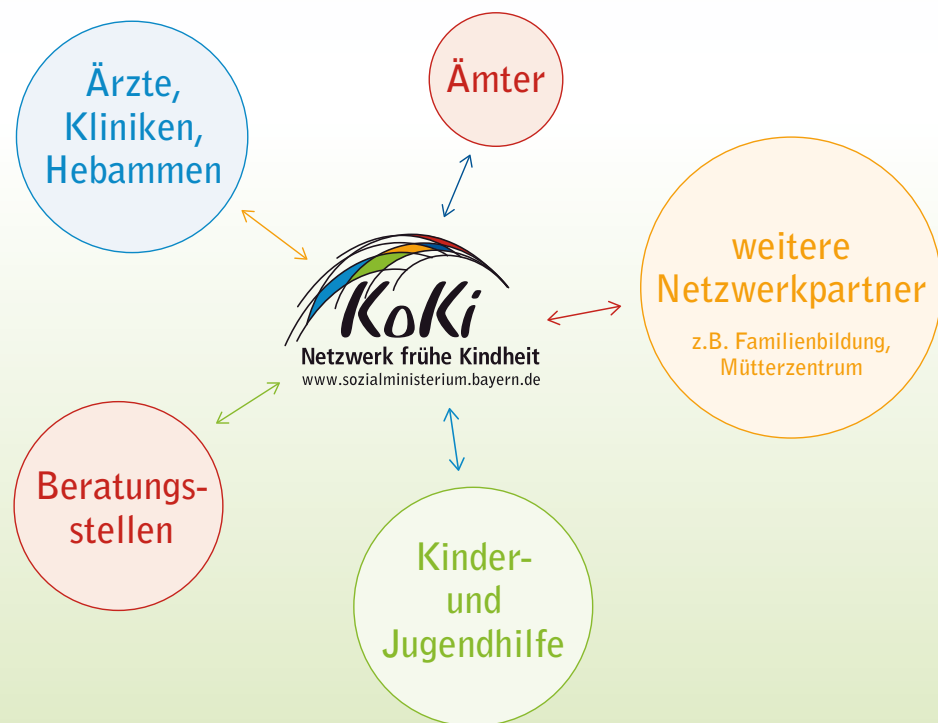 Ärzte,
Kliniken,
Hebammen
Ämter
weitere
Netzwerkpartner
z.B. Familienbildung,
Mütterzentrum
KoKi
Netzwerk frühe Kindheit
www.sozialministerium.bayern.de
Beratungs-
stellen
Kinder-
und
Jugendhilfe